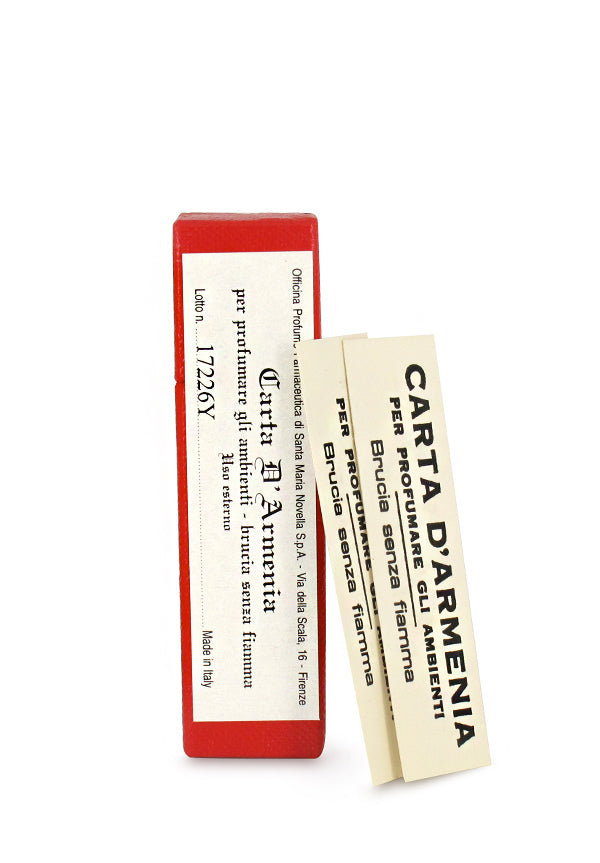 Officina Profumo Farmaceutica di Santa Maria Novella S.p.A. - Via della Scala, 16 - Firenze
Carta D'Armenia
per profumare gli ambienti - brucia senza fiamma
Uso esterno
Lotto n. ..... 17226Y ..... Made in Italy
CARTA D'ARMENIA
PER PROFUMARE GLI AMBIENTI
Brucia senza fiamma
PER PROFUMARE GLI AMBIENTI
Brucia senza fiamma